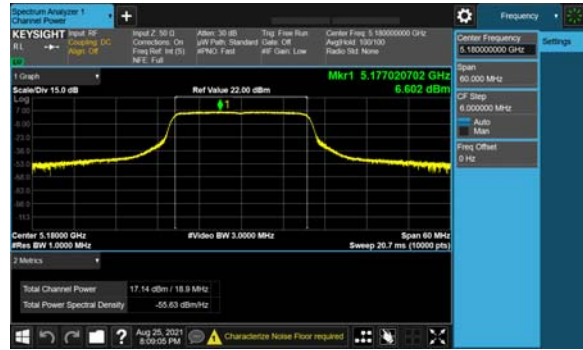 Spectrum Analyzer 1
Channel Power
Frequency
KEYSIGHT Input: RF
RL
Coupling: DC
Align: Off
Input Z: 50 Ω
Corrections: On
Freq Ref: Int (S)
NFE: Full
Atten: 30 dB
µW Path: Standard
#PNO: Fast
Trig: Free Run
Gate: Off
#IF Gain: Low
Center Freq: 5.180000000 GHz
Avg|Hold: 100/100
Radio Std: None
LO
1 Graph
Scale/Div 15.0 dB
Ref Value 22.00 dBm
Mkr1 5.177020702 GHz
6.602 dBm
Log
7.00
-8.00
-23.0
-38.0
-53.0
-68.0
-83.0
-98.0
-113
1
Center 5.18000 GHz
#Res BW 1.0000 MHz
#Video BW 3.0000 MHz
Span 60 MHz
Sweep 20.7 ms (10000 pts)
2 Metrics
Total Channel Power 17.14 dBm / 18.9 MHz
Total Power Spectral Density -55.63 dBm/Hz
Center Frequency
5.180000000 GHz
Settings
Span
60.000 MHz
CF Step
6.000000 MHz
Auto
Man
Freq Offset
0 Hz
Aug 25, 2021
8:09:05 PM
Characterize Noise Floor required